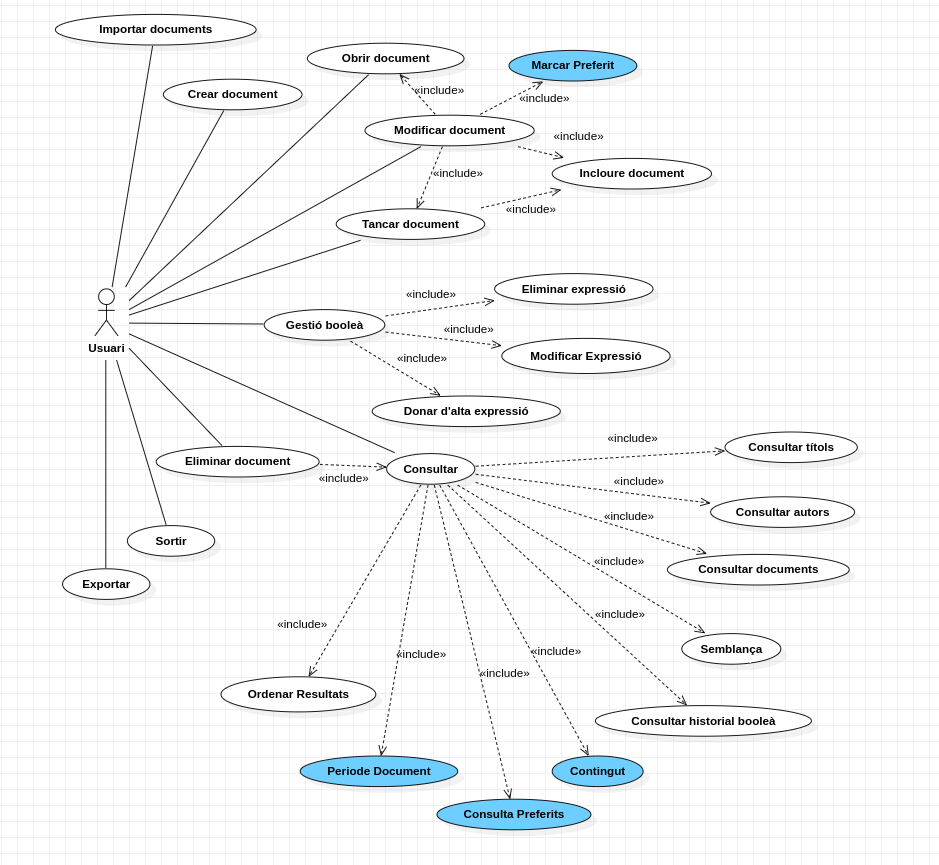 Importar documents
Obrir document
Marcar Preferit
«include»
Crear document
«include»
Modificar document
«include»
«include»
Incloure document
«include»
Tancar document
Eliminar expressió
«include»
Gestió booleà
«include»
Usuari
«include»
Modificar Expressió
Donar d'alta expressió
«include»
Consultar títols
Eliminar document
Consultar
«include»
«include»
Consultar autors
«include»
Sortir
«include»
Consultar documents
Exportar
«include»
«include»
«include»
«include»
Semblança
«include»
Ordenar Resultats
Consultar historial booleà
Periode Document
Contingut
Consulta Preferits